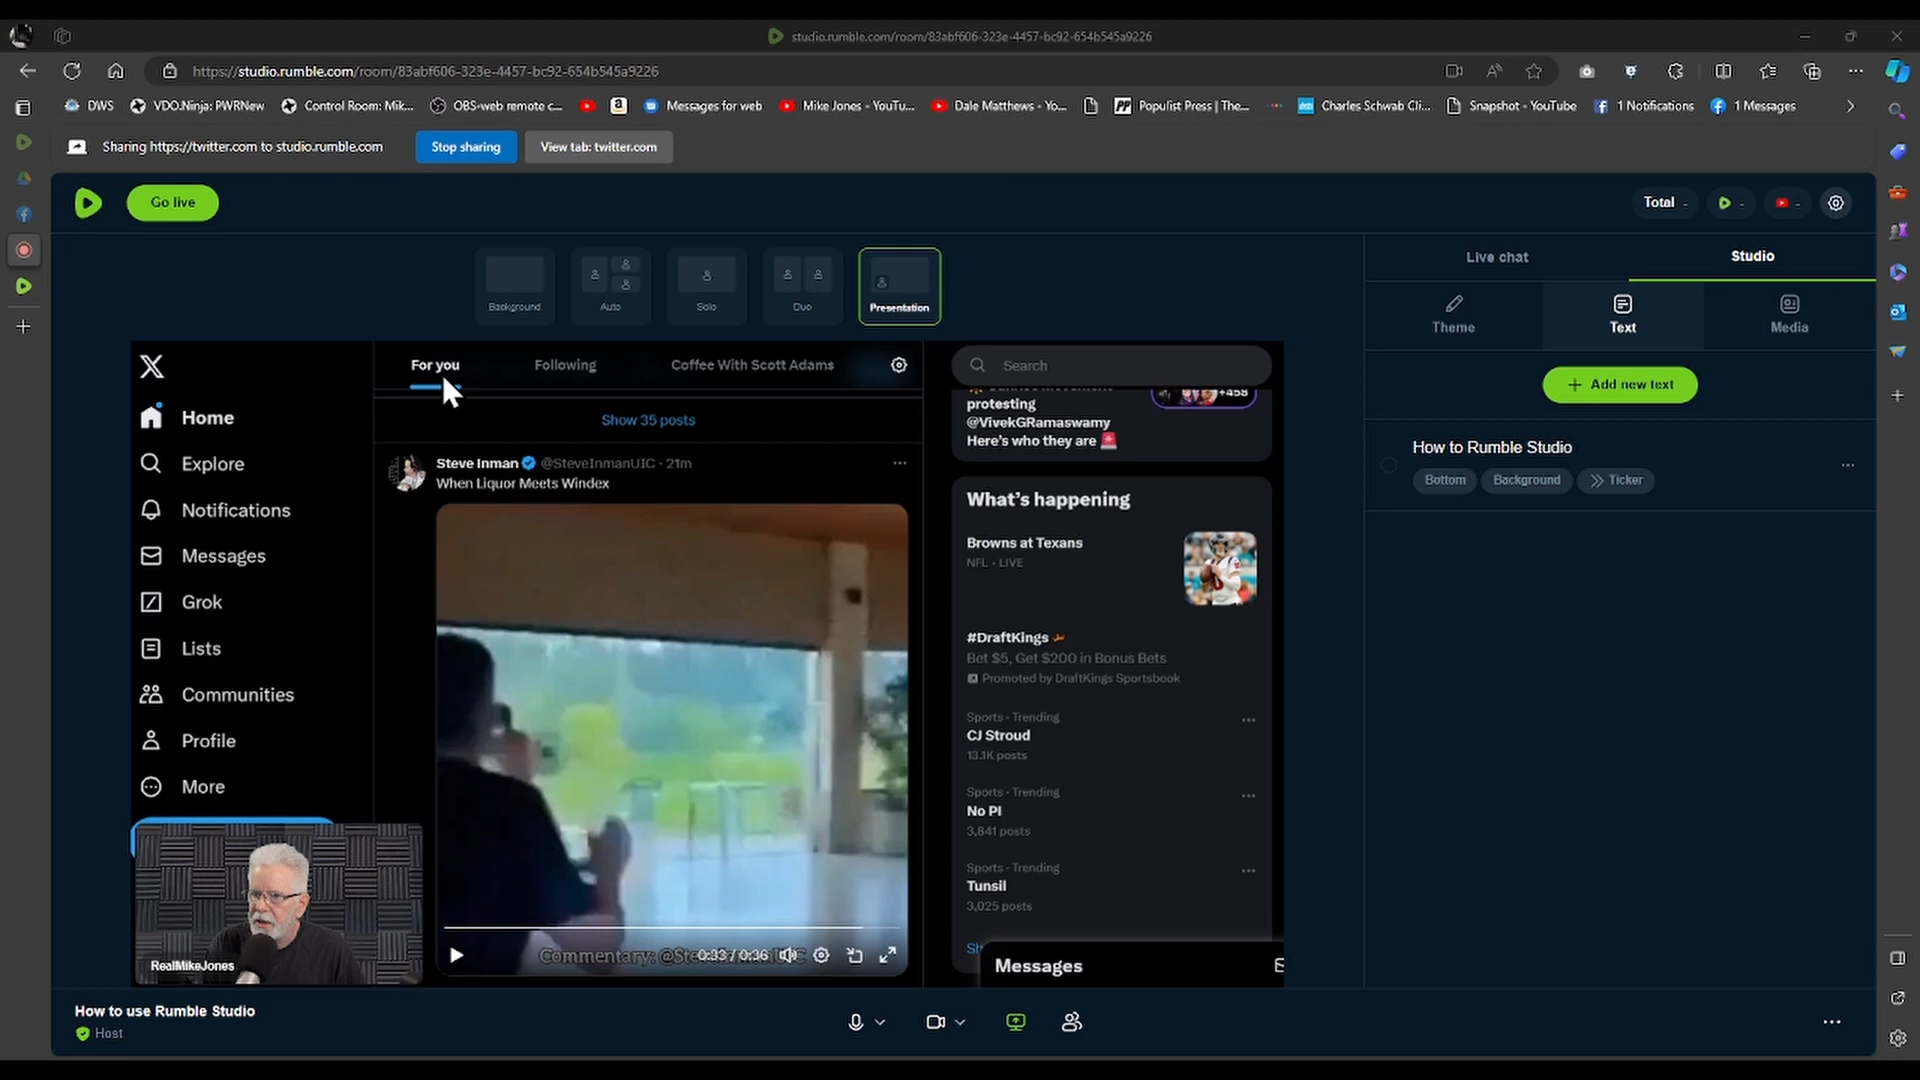 studio.rumble.com/room/83abf606-323e-4457-bc92-654b545a9226
https://studio.rumble.com/room/83abf606-323e-4457-bc92-654b545a9226
DWS
VDO.Ninja: PWRNew
Control Room: Mik...
OBS-web remote c...
Messages for web
Mike Jones - YouTu...
Dale Matthews - Yo...
Populist Press | The...
Charles Schwab Cli...
Snapshot - YouTube
1 Notifications
1 Messages
Sharing https://twitter.com to studio.rumble.com
Stop sharing
View tab: twitter.com
Go live
Total -
-
-
Background
Auto
Solo
Duo
Presentation
Live chat
Studio
Theme
Text
Media
+ Add new text
How to Rumble Studio
Bottom
Background
Ticker
X
Home
Explore
Notifications
Messages
Grok
Lists
Communities
Profile
More
For you
Following
Coffee With Scott Adams
Show 35 posts
Steve Inman @SteveInmanUIC · 21m
When Liquor Meets Windex
0:33 / 0:36
Search
+458
protesting
@VivekGRamaswamy
Here's who they are
What's happening
Browns at Texans
NFL · LIVE
#DraftKings
Bet $5, Get $200 in Bonus Bets
Promoted by DraftKings Sportsbook
Sports · Trending
CJ Stroud
13.1K posts
Sports · Trending
No PI
3,841 posts
Sports · Trending
Tunsil
3,025 posts
Messages
RealMikeJones
How to use Rumble Studio
Host